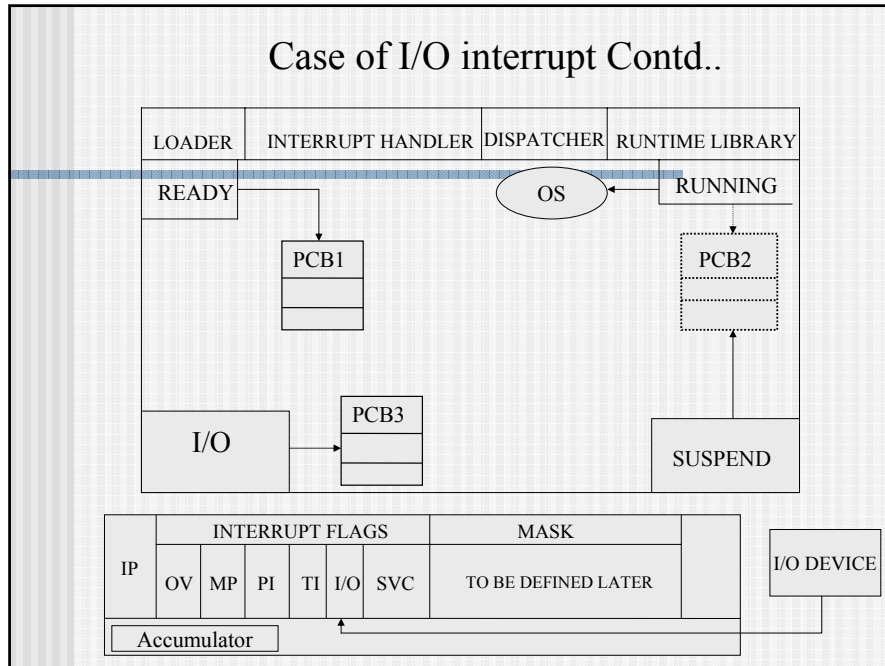 Case of I/O interrupt Contd..
LOADER INTERRUPT HANDLER DISPATCHER RUNTIME LIBRARY
READY OS RUNNING
PCB1 PCB2
PCB3
I/O
SUSPEND
INTERRUPT FLAGS MASK
IP
OV MP PI TI I/O SVC TO BE DEFINED LATER
I/O DEVICE
Accumulator